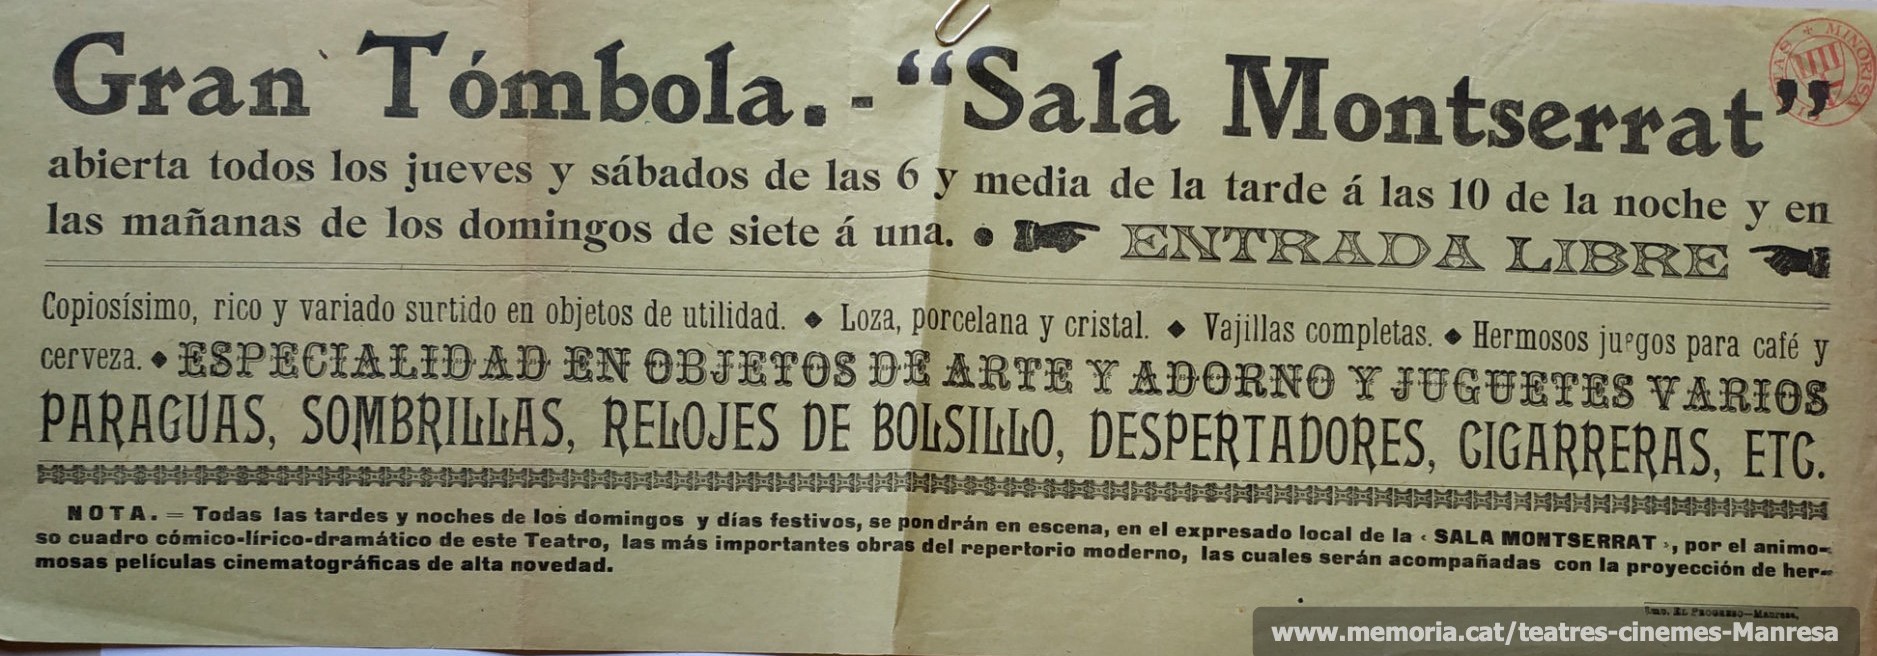 Gran Tómbola. - “Sala Montserrat”
abierta todos los jueves y sábados de las 6 y media de la tarde á las 10 de la noche y en
las mañanas de los domingos de siete á una. ● ENTRADA LIBRE
Copiosísimo, rico y variado surtido en objetos de utilidad. ◆ Loza, porcelana y cristal. ◆ Vajillas completas. ◆ Hermosos juegos para café y
cerveza. ◆ ESPECIALIDAD EN OBJETOS DE ARTE Y ADORNO Y JUGUETES VARIOS
PARAGUAS, SOMBRILLAS, RELOJES DE BOLSILLO, DESPERTADORES, CIGARRERAS, ETC.
NOTA. = Todas las tardes y noches de los domingos y días festivos, se pondrán en escena, en el expresado local de la «SALA MONTSERRAT», por el animo-
so cuadro cómico-lírico-dramático de este Teatro, las más importantes obras del repertorio moderno, las cuales serán acompañadas con la proyección de her-
mosas películas cinematográficas de alta novedad.
Imp. EL PROGRESO—Manresa.
www.memoria.cat/teatres-cinemes-Manresa
MINORISA